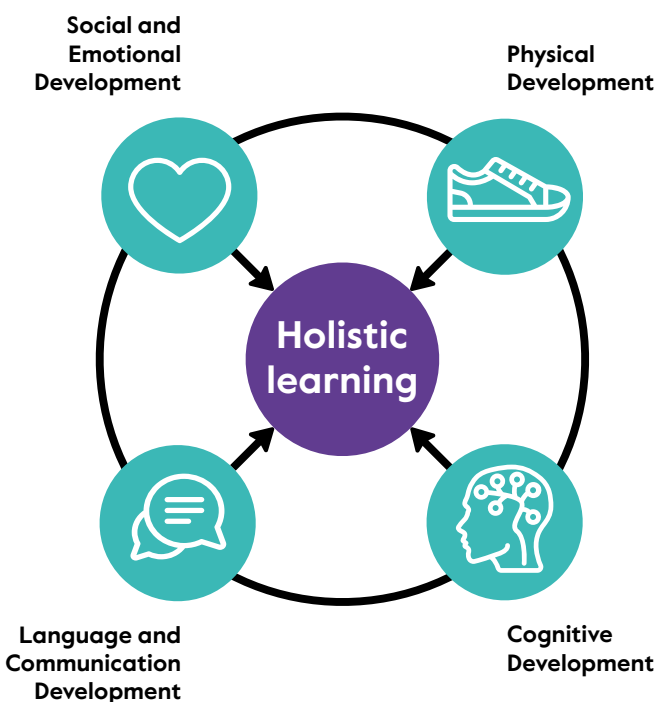 Social and
Emotional
Development
Physical
Development
Holistic
learning
Language and
Communication
Development
Cognitive
Development